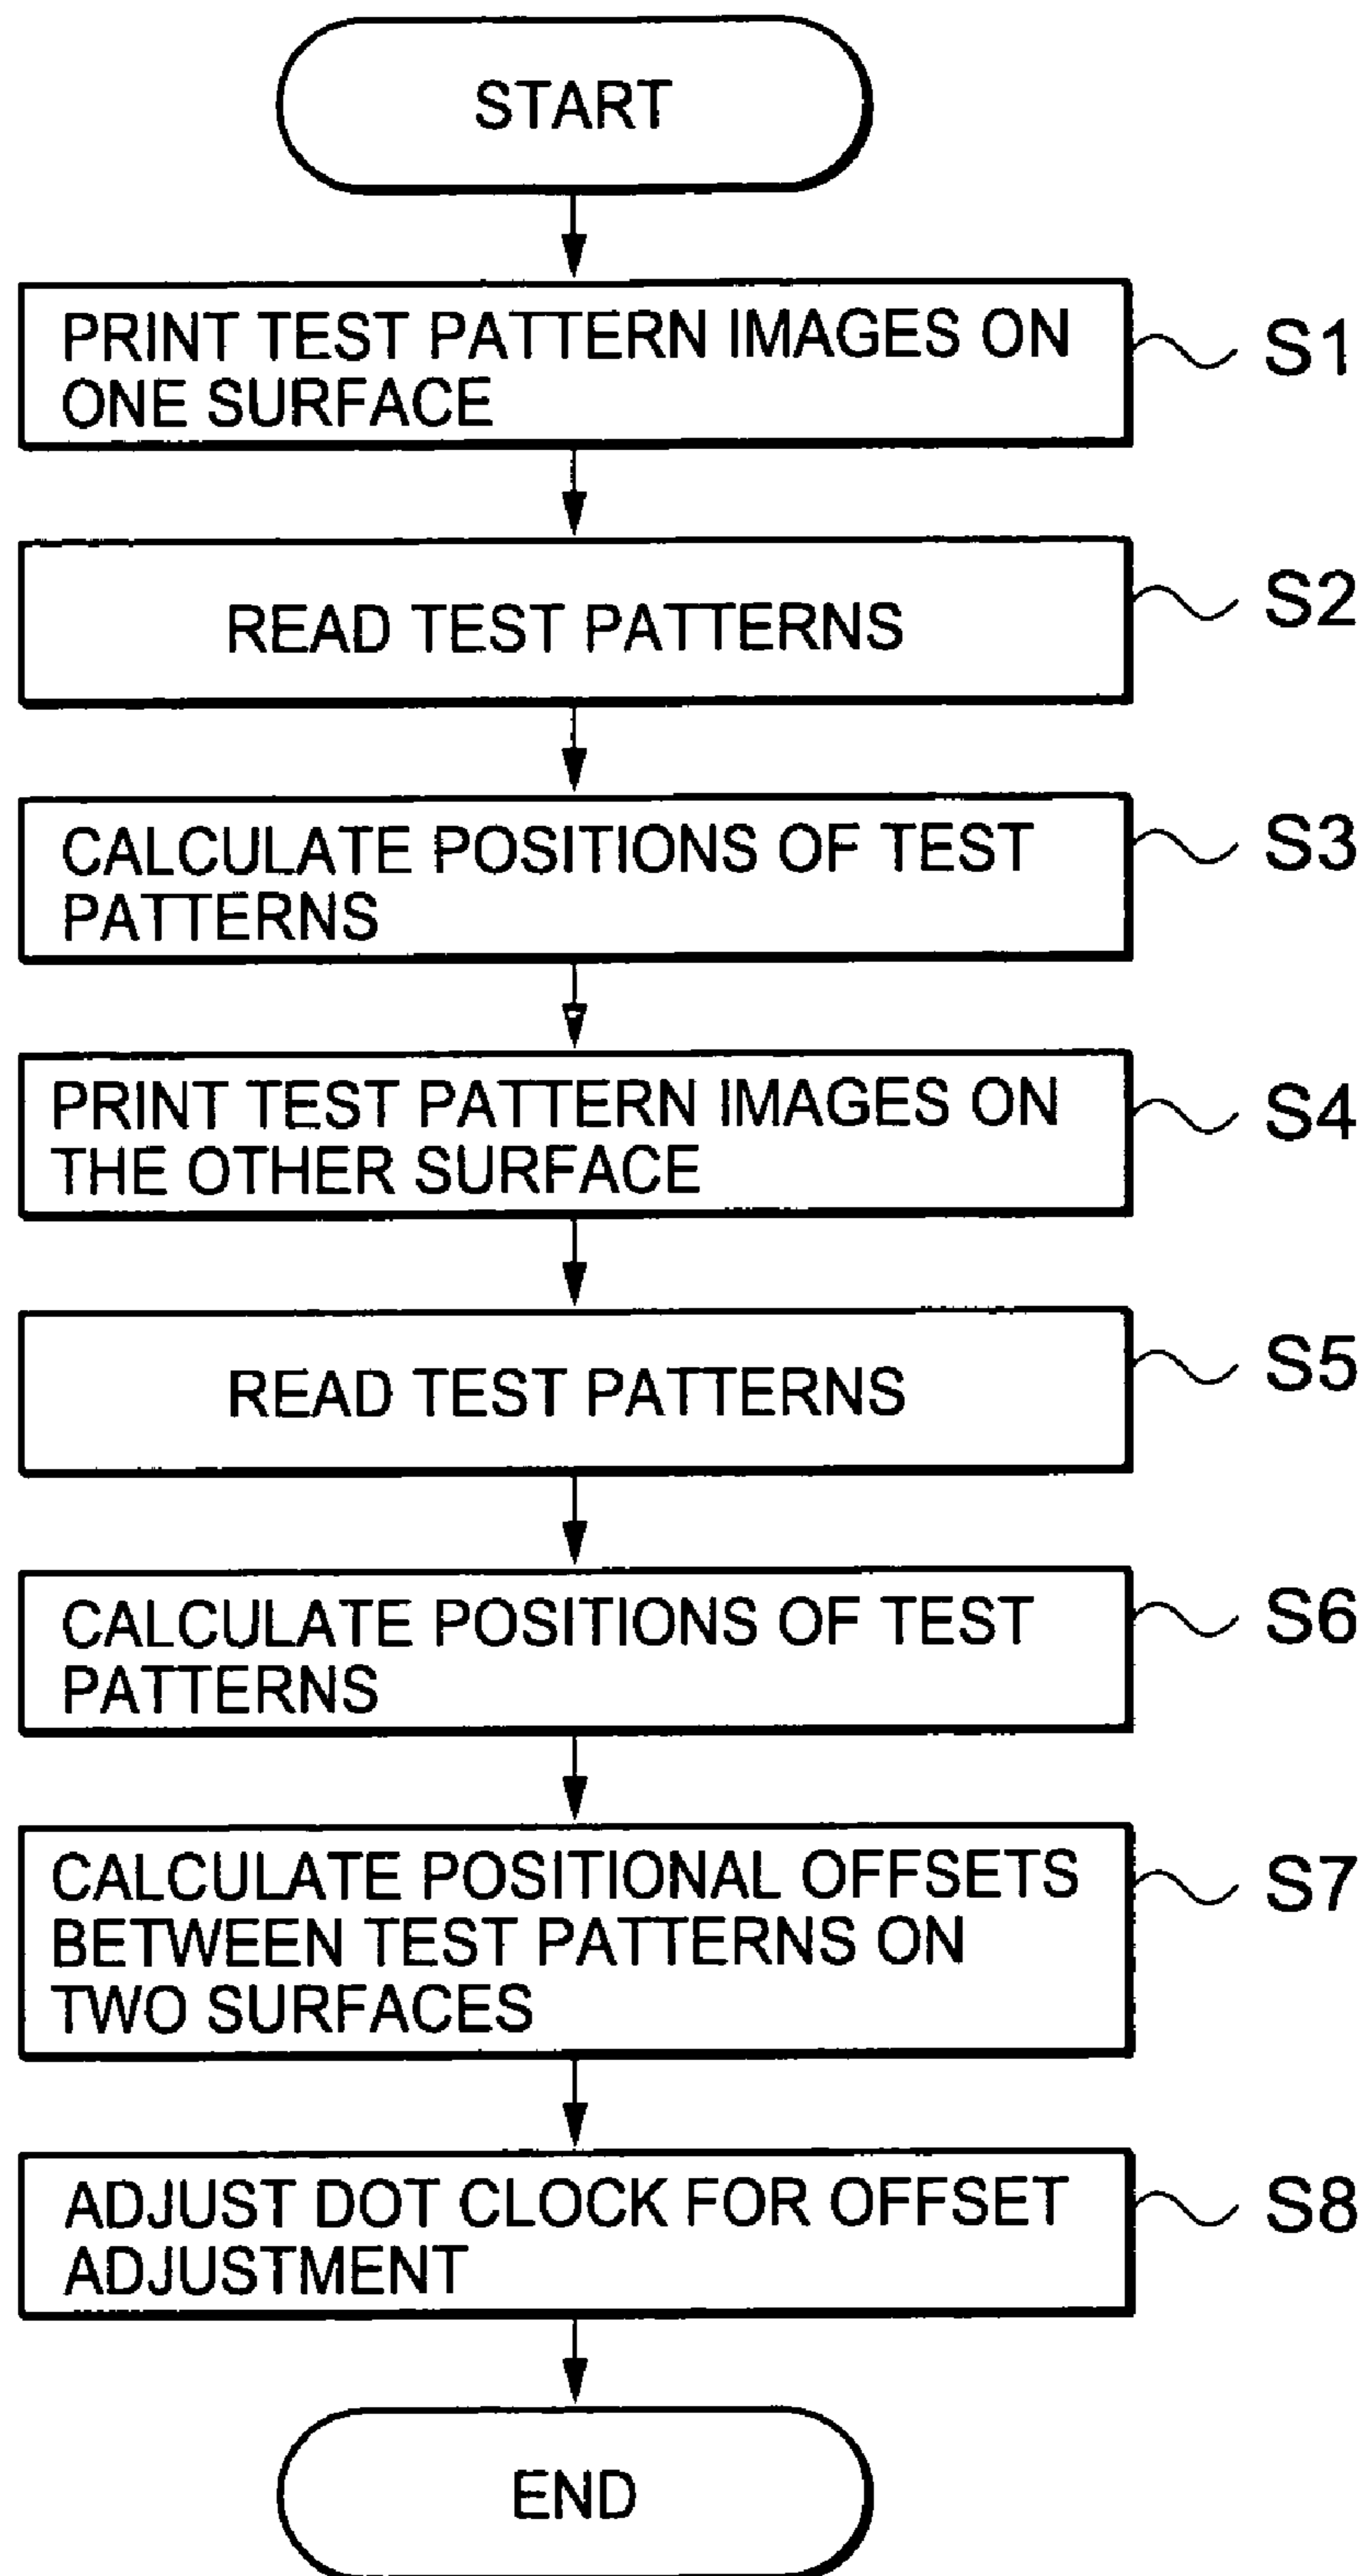 START
PRINT TEST PATTERN IMAGES ON
ONE SURFACE
S1
READ TEST PATTERNS
S2
CALCULATE POSITIONS OF TEST
PATTERNS
S3
PRINT TEST PATTERN IMAGES ON
THE OTHER SURFACE
S4
READ TEST PATTERNS
S5
CALCULATE POSITIONS OF TEST
PATTERNS
S6
CALCULATE POSITIONAL OFFSETS
BETWEEN TEST PATTERNS ON
TWO SURFACES
S7
ADJUST DOT CLOCK FOR OFFSET
ADJUSTMENT
S8
END